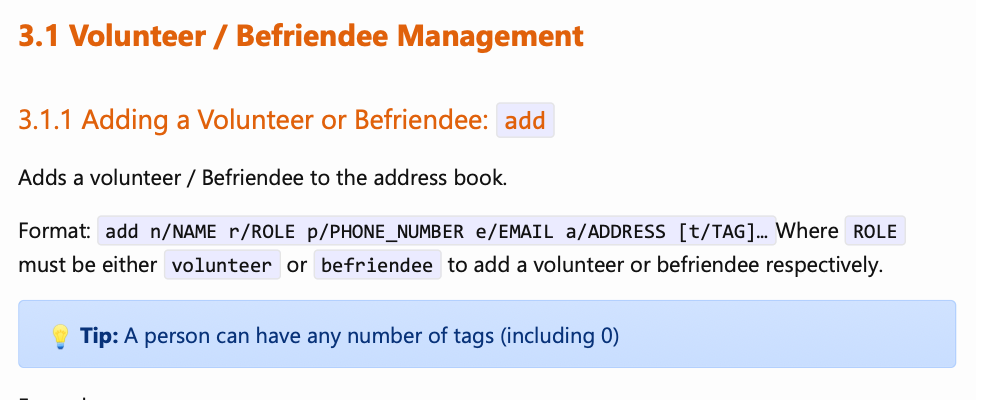 3.1 Volunteer / Befriendee Management
3.1.1 Adding a Volunteer or Befriendee: add
Adds a volunteer / Befriendee to the address book.
Format: add n/NAME r/ROLE p/PHONE_NUMBER e/EMAIL a/ADDRESS [t/TAG]… Where ROLE
must be either volunteer or befriendee to add a volunteer or befriendee respectively.
💡 Tip: A person can have any number of tags (including 0)